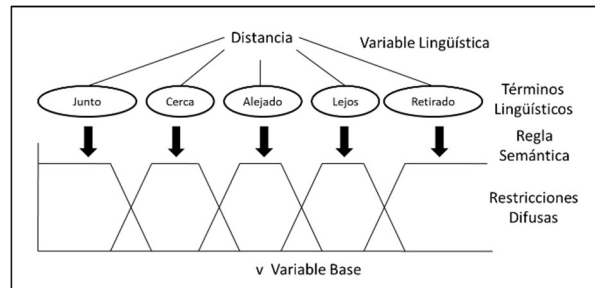 Distancia
Variable Lingüística
Junto
Cerca
Alejado
Lejos
Retirado
Términos
Lingüísticos
Regla
Semántica
Restricciones
Difusas
v Variable Base